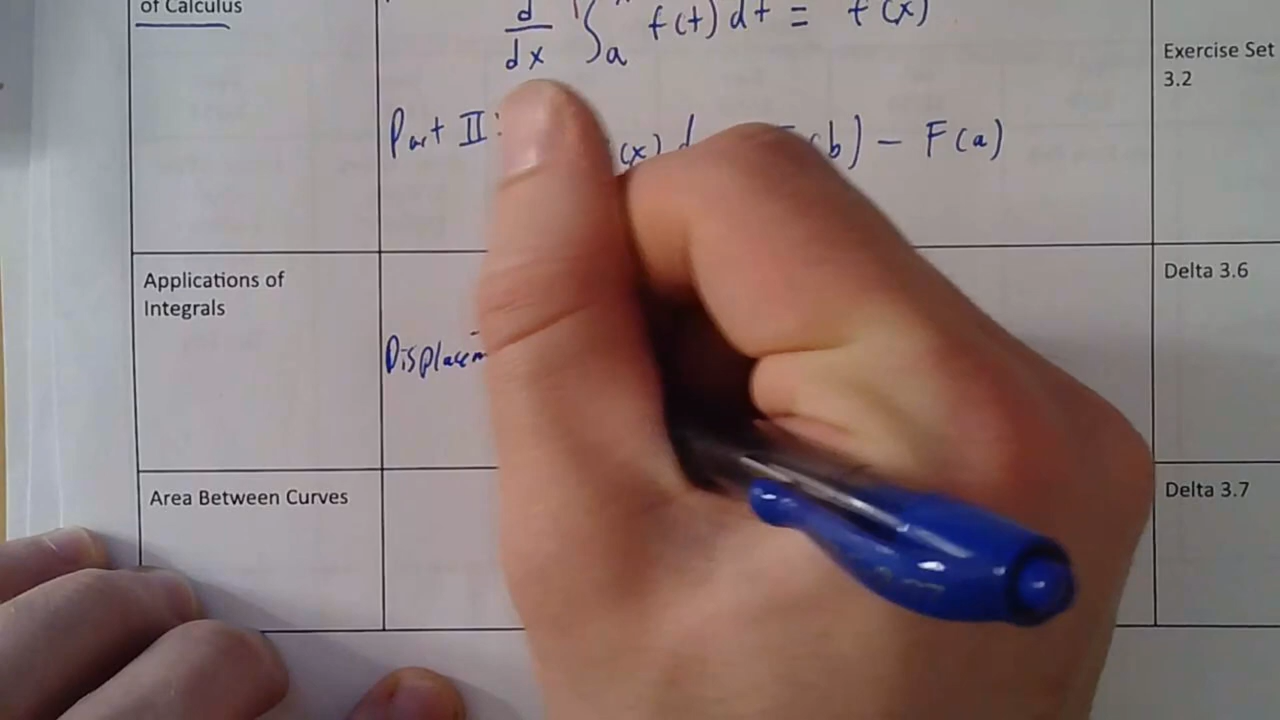 of Calculus
d/dx ∫a f(t) dt = f(x)
Exercise Set
3.2
Part II: (x) d (b) - F(a)
Applications of
Integrals
Delta 3.6
Area Between Curves
Delta 3.7